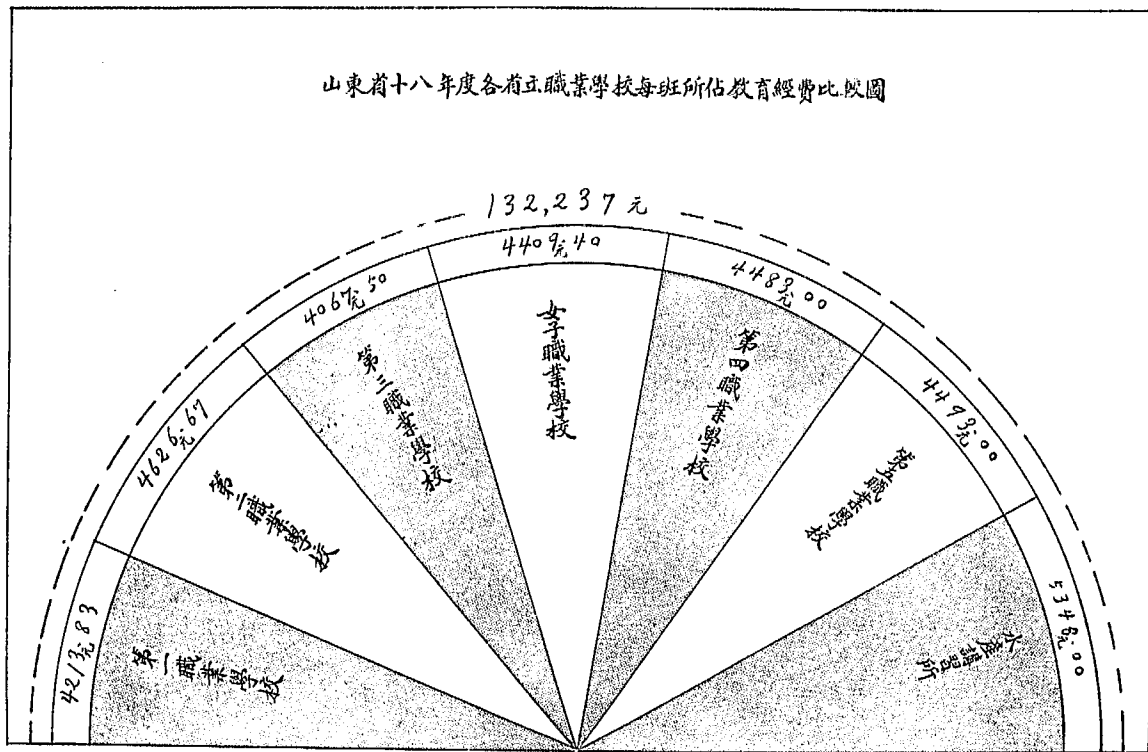 山東省十八年度各省立職業學校每班所佔教育經費比較圖
132,237元
4213元83
4626元67
4067元50
4409元40
4483元00
4493元00
5348元00
第一職業學校
第二職業學校
第三職業學校
女子職業學校
第四職業學校
第五職業學校
水產講習所